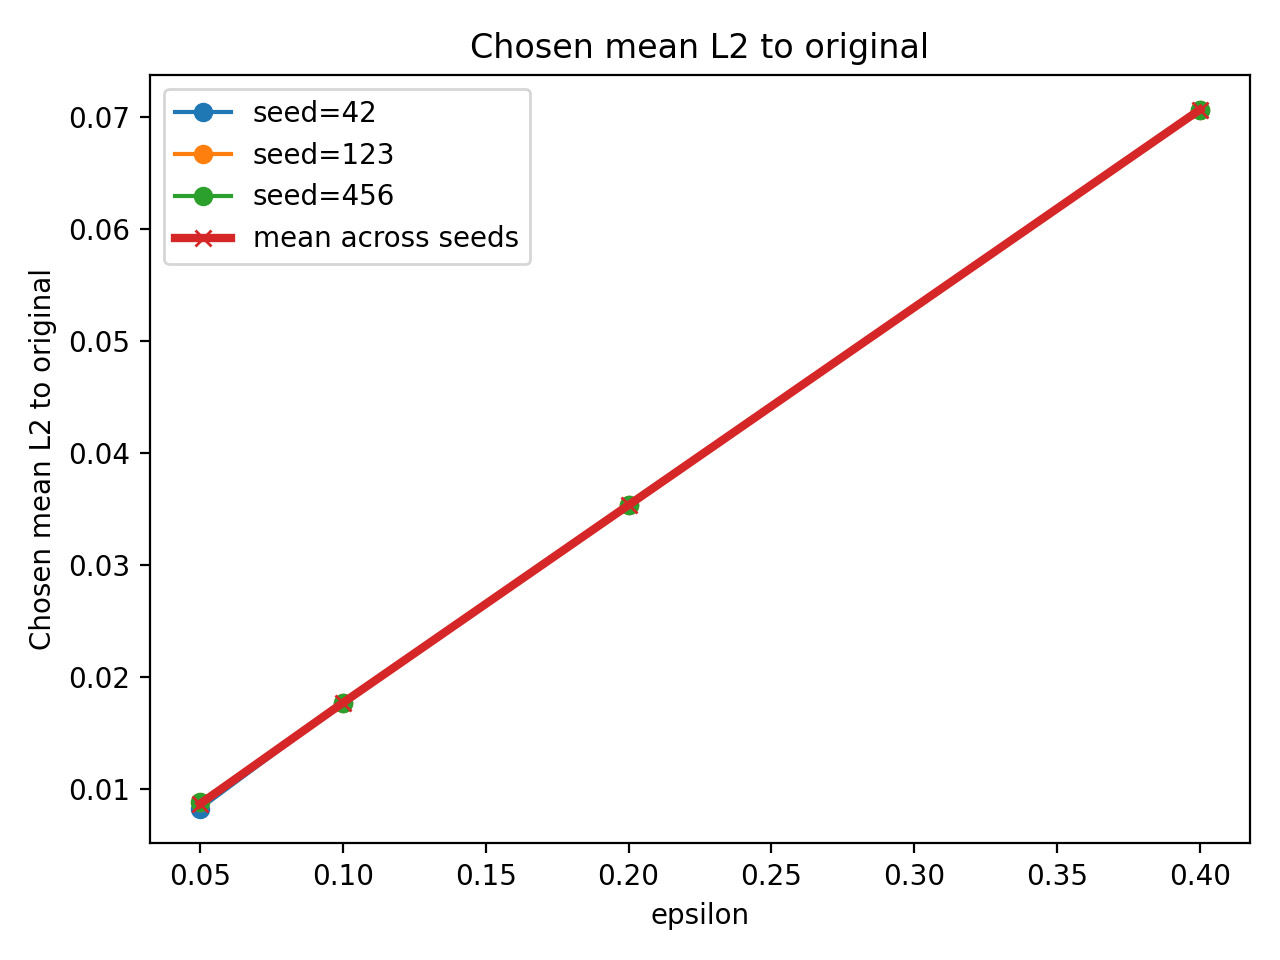 Chosen mean L2 to original
seed=42
seed=123
seed=456
mean across seeds
Chosen mean L2 to original
0.07
0.06
0.05
0.04
0.03
0.02
0.01
0.05 0.10 0.15 0.20 0.25 0.30 0.35 0.40
epsilon